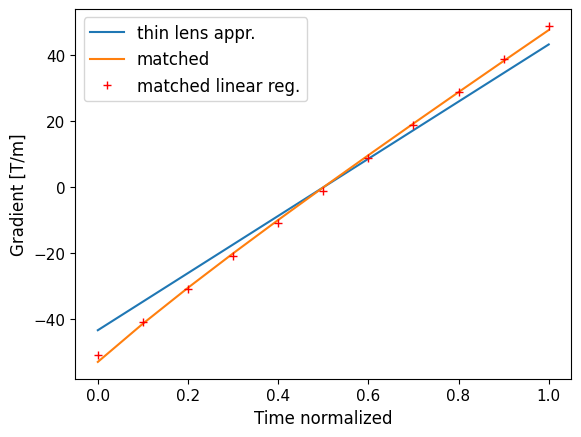 thin lens appr.
matched
matched linear reg.
Gradient [T/m]
40
20
0
−20
−40
0.0 0.2 0.4 0.6 0.8 1.0
Time normalized